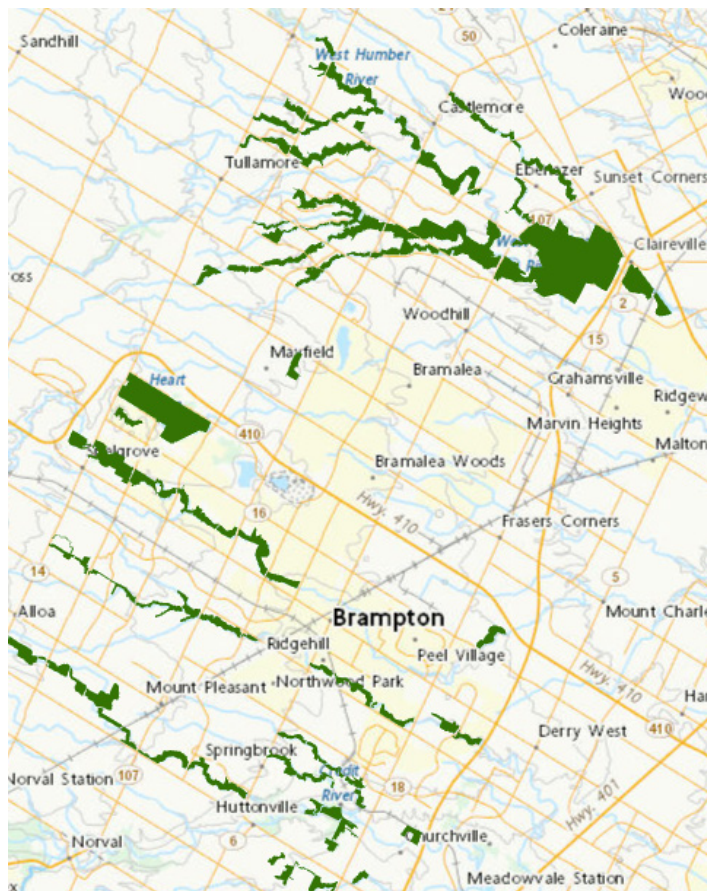 50
Coleraine
Sandhill
West Humber
River
Castlemore
Tullamore
Ebenezer
Sunset Corners
107
Claireville
2
Woodhill
15
Mayfield
Bramalea
Heart
Grahamsville
Marvin Heights
410
Malton
Bramalea Woods
Hwy. 410
16
Frasers Corners
14
5
Alloa
Brampton
Ridgehill
Peel Village
Hwy. 410
Mount Pleasant
Northwood Park
410
Derry West
Springbrook
Credit
River
Norval Station
107
18
Hwy. 401
Huttonville
6
Norval
Meadowvale Station